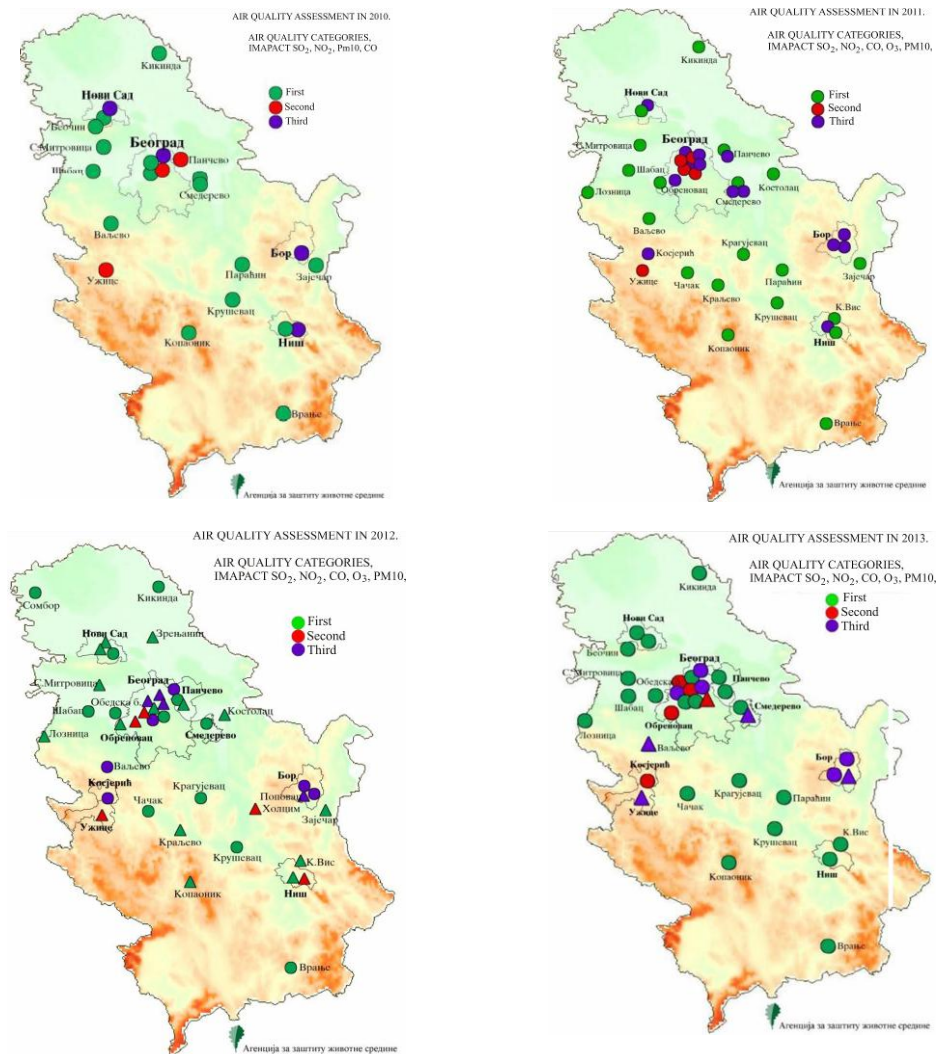 AIR QUALITY ASSESSMENT IN 2010.
AIR QUALITY CATEGORIES,
IMAPACT SO2, NO2, Pm10, CO
First
Second
Third
Кикинда
Нови Сад
Беочин
С.Митровица
Београд
Панчево
Шабац
Смедерево
Ваљево
Бор
Ужице
Параћин
Зајечар
Крушевац
Копаоник
Ниш
Врање
Агенција за заштиту животне средине
AIR QUALITY ASSESSMENT IN 2011.
AIR QUALITY CATEGORIES,
IMAPACT SO2, NO2, CO, O3, PM10,
First
Second
Third
Кикинда
Нови Сад
С.Митровица
Београд
Панчево
Шабац
Костолац
Лозница
Обреновац
Смедерево
Ваљево
Бор
Косјерић
Крагујевац
Ужице
Чачак
Параћин
Зајечар
Краљево
Крушевац
К.Вис
Копаоник
Ниш
Врање
Агенција за заштиту животне средине
AIR QUALITY ASSESSMENT IN 2012.
AIR QUALITY CATEGORIES,
IMAPACT SO2, NO2, CO, O3, PM10,
First
Second
Third
Сомбор
Кикинда
Нови Сад
Зрењанин
С.Митровица
Београд
Панчево
Обедска б.
Шабац
Костолац
Лозница
Обреновац
Смедерево
Ваљево
Бор
Косјерић
Крагујевац
Поповац
Холцим
Ужице
Чачак
Зајечар
Краљево
Крушевац
К.Вис
Копаоник
Ниш
Врање
Агенција за заштиту животне средине
AIR QUALITY ASSESSMENT IN 2013.
AIR QUALITY CATEGORIES,
IMAPACT SO2, NO2, CO, O3, PM10,
First
Second
Third
Кикинда
Нови Сад
Беочин
Београд
С.Митровица
Обедска
Панчево
Шабац
Смедерево
Лозница
Обреновац
Ваљево
Бор
Косјерић
Крагујевац
Ужице
Чачак
Параћин
Крушевац
К.Вис
Копаоник
Ниш
Врање
Агенција за заштиту животне средине